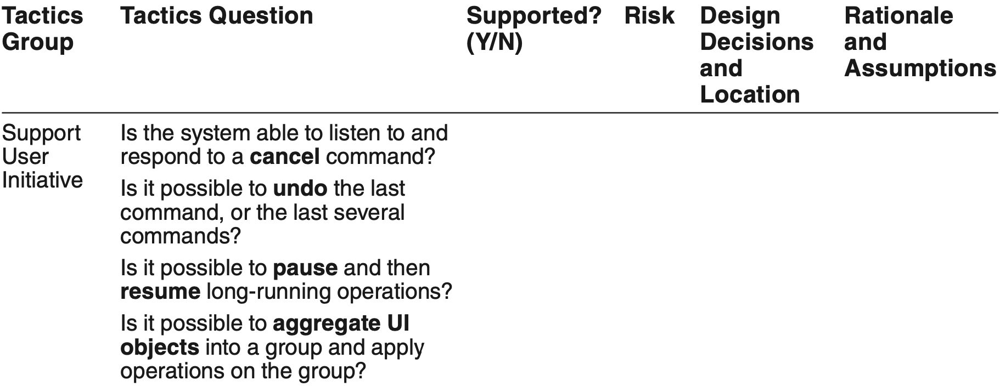 Tactics Group
Tactics Question
Supported? (Y/N)
Risk
Design Decisions and Location
Rationale and Assumptions
Support User Initiative
Is the system able to listen to and
respond to a cancel command?
Is it possible to undo the last
command, or the last several
commands?
Is it possible to pause and then
resume long-running operations?
Is it possible to aggregate UI
objects into a group and apply
operations on the group?